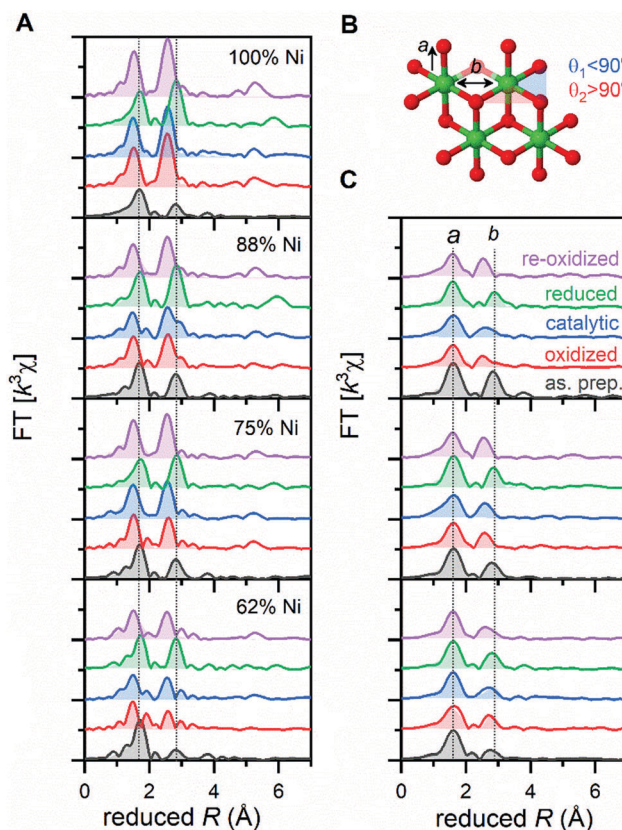 A
B
100% Ni
88% Ni
75% Ni
62% Ni
FT [k³χ]
0 2 4 6
reduced R (Å)
a
b
θ₁<90°
θ₂>90°
C
a b
re-oxidized
reduced
catalytic
oxidized
as. prep.
FT [k³χ]
0 2 4 6
reduced R (Å)